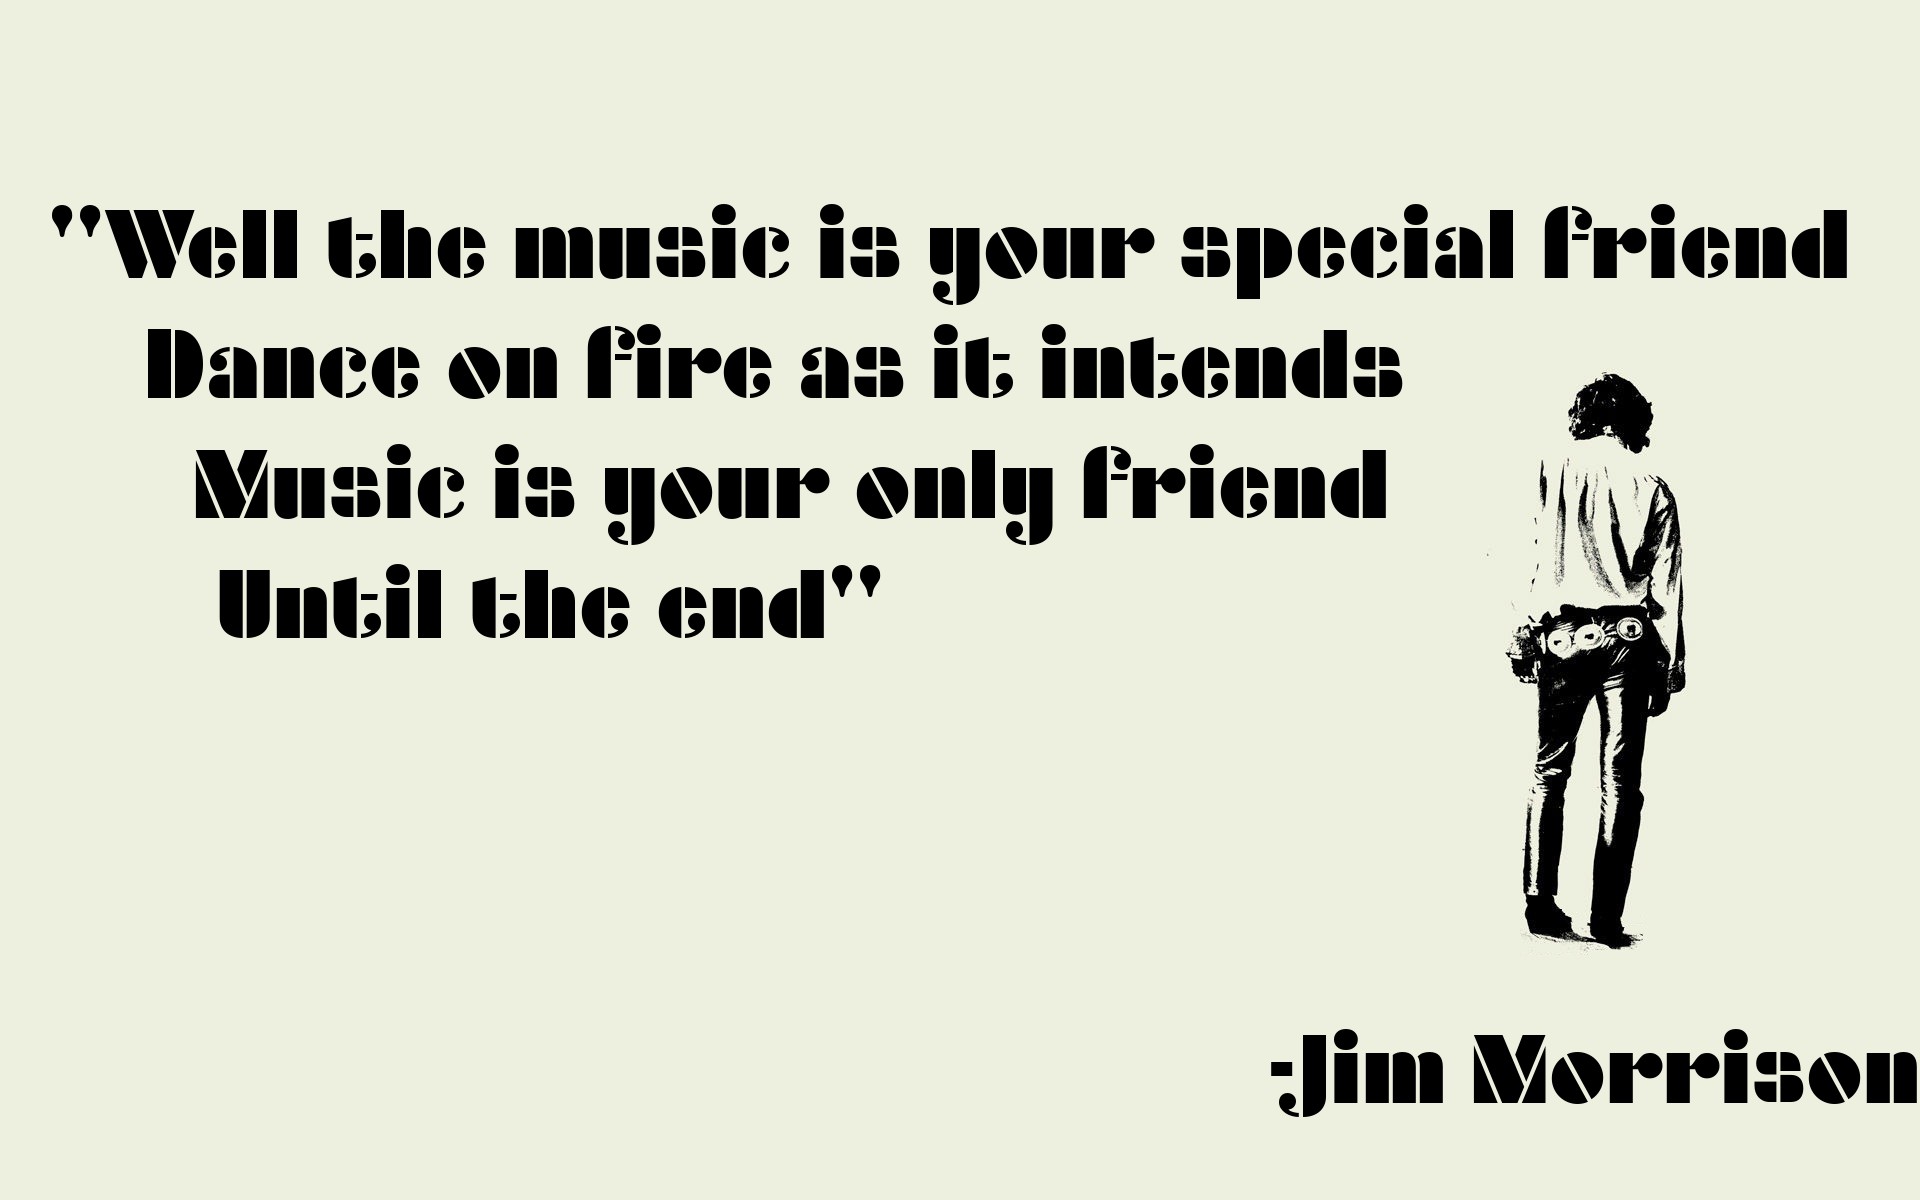 "Well the music is your special friend
Dance on fire as it intends
Music is your only friend
Until the end"
-Jim Morrison